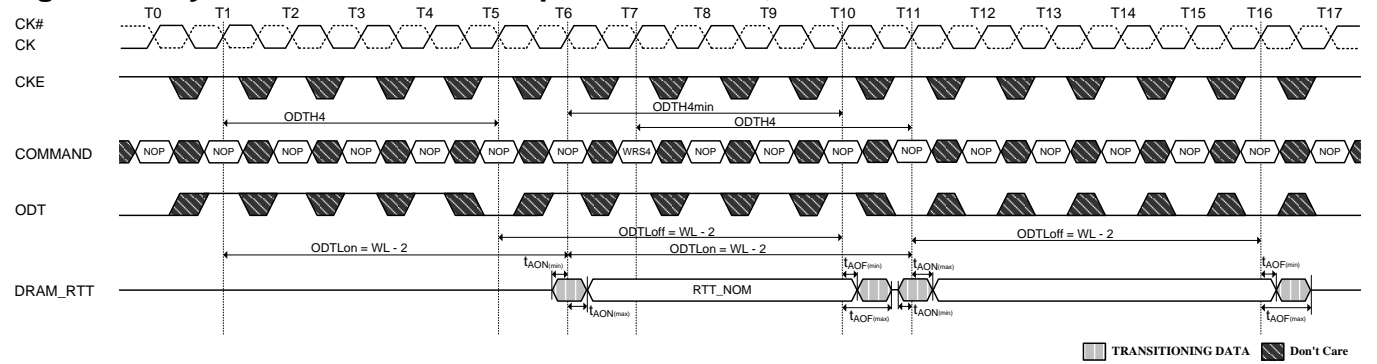 T0 T1 T2 T3 T4 T5 T6 T7 T8 T9 T10 T11 T12 T13 T14 T15 T16 T17
CK#
CK
CKE
ODTH4 ODTH4min
ODTH4
COMMAND NOP NOP NOP NOP NOP NOP NOP WRS4 NOP NOP NOP NOP NOP NOP NOP NOP NOP NOP
ODT
ODTLoff = WL - 2 ODTLoff = WL - 2
ODTLon = WL - 2 ODTLon = WL - 2
tAON(min) tAOF(min) tAON(max) tAOF(min)
DRAM_RTT RTT_NOM
tAON(max) tAOF(max) tAON(min) tAOF(max)
TRANSITIONING DATA Don't Care